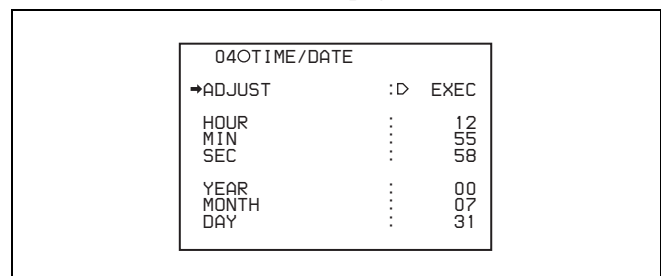 04○TIME/DATE
➡ADJUST :▷ EXEC
HOUR : 12
MIN : 55
SEC : 58
YEAR : 00
MONTH : 07
DAY : 31